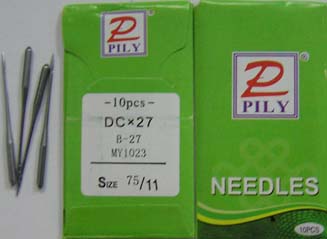 PILY
-10pcs-
DC×27
B-27
MY1023
SIZE 75/11
PILY
NEEDLES
10PCS